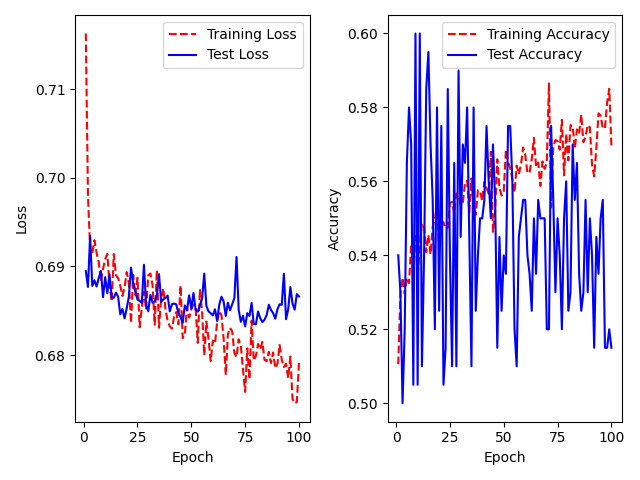 Training Loss
Test Loss
0.71
0.70
0.69
0.68
Loss
0
25
50
75
100
Epoch
Training Accuracy
Test Accuracy
0.60
0.58
0.56
0.54
0.52
0.50
Accuracy
0
25
50
75
100
Epoch